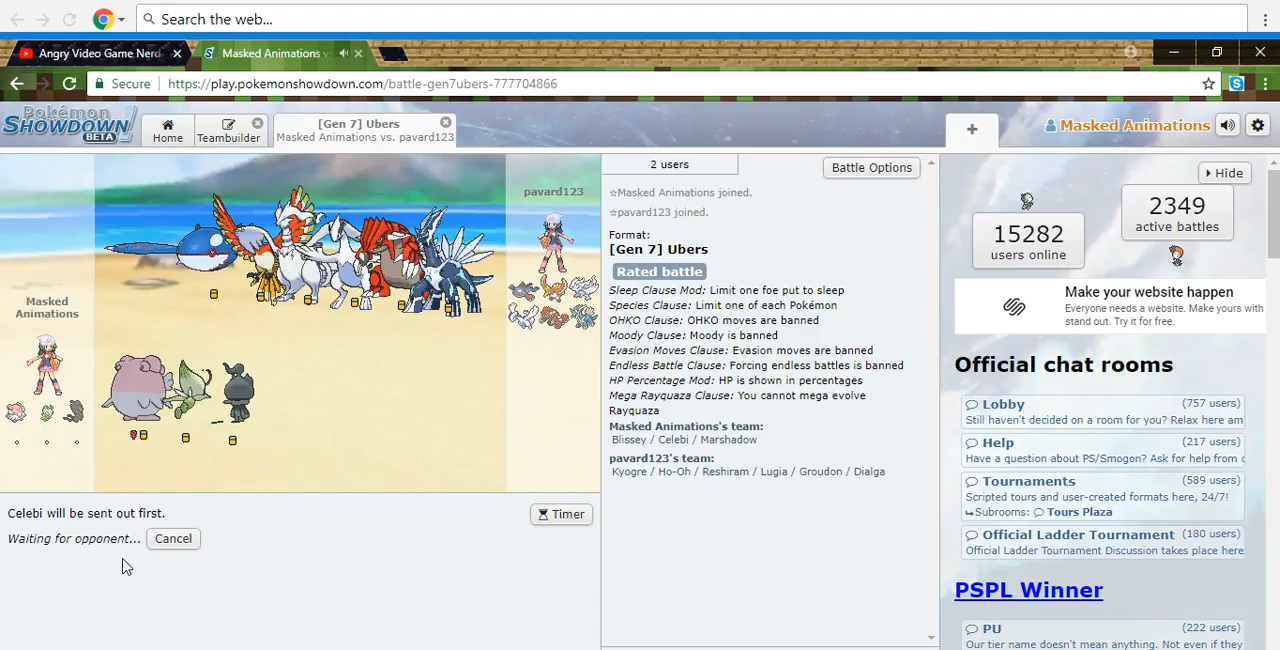 Search the web...
Angry Video Game Nerd
Masked Animations v
Secure
https://play.pokemonshowdown.com/battle-gen7ubers-777704866
Pokémon
SHOWDOWN
BETA
Home
Teambuilder
[Gen 7] Ubers
Masked Animations vs. pavard123
+
Masked Animations
Masked
Animations
pavard123
2 users
Battle Options
☆Masked Animations joined.
☆pavard123 joined.
Format:
[Gen 7] Ubers
Rated battle
Sleep Clause Mod: Limit one foe put to sleep
Species Clause: Limit one of each Pokémon
OHKO Clause: OHKO moves are banned
Moody Clause: Moody is banned
Evasion Moves Clause: Evasion moves are banned
Endless Battle Clause: Forcing endless battles is banned
HP Percentage Mod: HP is shown in percentages
Mega Rayquaza Clause: You cannot mega evolve
Rayquaza
Masked Animations's team:
Blissey / Celebi / Marshadow
pavard123's team:
Kyogre / Ho-Oh / Reshiram / Lugia / Groudon / Dialga
Celebi will be sent out first.
Timer
Waiting for opponent...
Cancel
Hide
15282
users online
2349
active battles
Make your website happen
Everyone needs a website. Make yours with
stand out. Try it for free.
Official chat rooms
Lobby
(757 users)
Still haven't decided on a room for you? Relax here am
Help
(217 users)
Have a question about PS/Smogon? Ask for help from o
Tournaments
(589 users)
Scripted tours and user-created formats here, 24/7!
↳Subrooms: Tours Plaza
Official Ladder Tournament
(180 users)
Official Ladder Tournament Discussion takes place here
PSPL Winner
PU
(222 users)
Our tier name doesn't mean anything. Not even if they